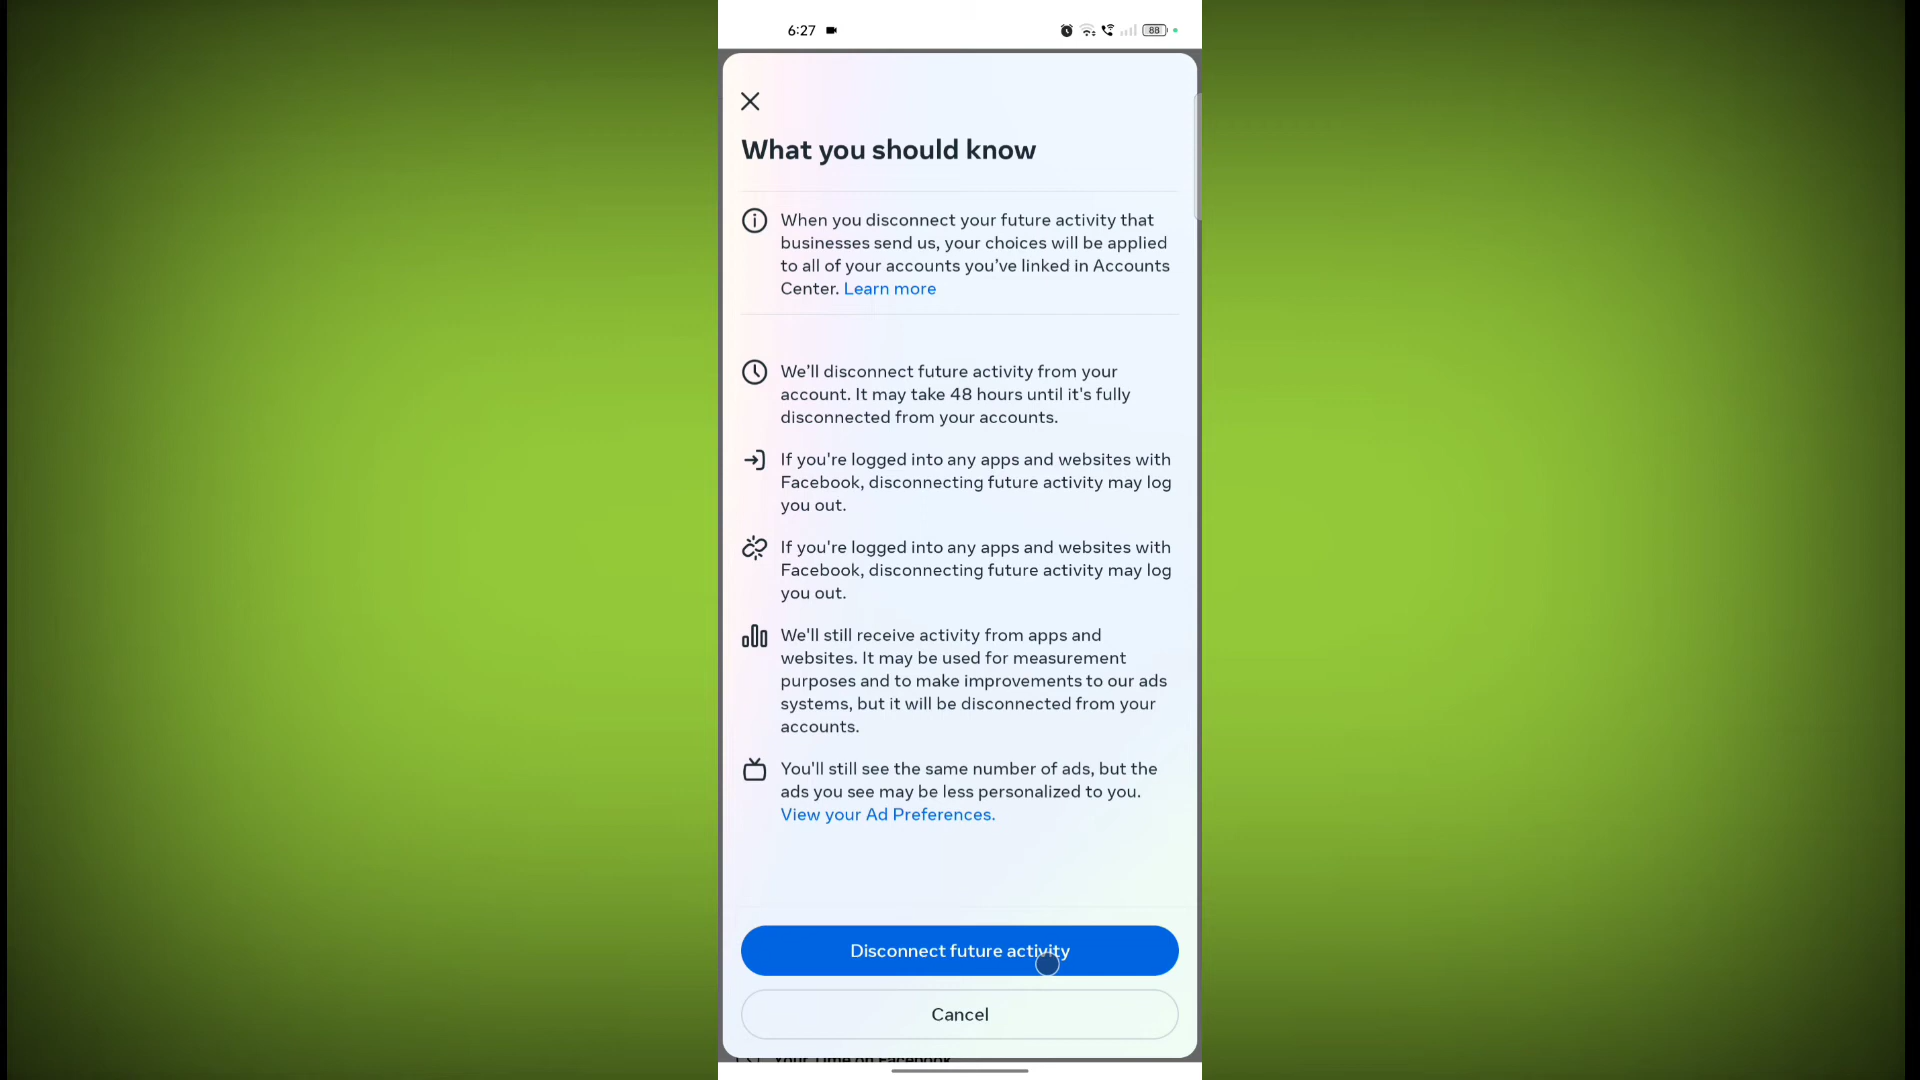 6:27
88
What you should know
When you disconnect your future activity that
businesses send us, your choices will be applied
to all of your accounts you’ve linked in Accounts
Center. Learn more
We’ll disconnect future activity from your
account. It may take 48 hours until it's fully
disconnected from your accounts.
If you're logged into any apps and websites with
Facebook, disconnecting future activity may log
you out.
If you're logged into any apps and websites with
Facebook, disconnecting future activity may log
you out.
We'll still receive activity from apps and
websites. It may be used for measurement
purposes and to make improvements to our ads
systems, but it will be disconnected from your
accounts.
You'll still see the same number of ads, but the
ads you see may be less personalized to you.
View your Ad Preferences.
Disconnect future activity
Cancel
Your Time on Facebook